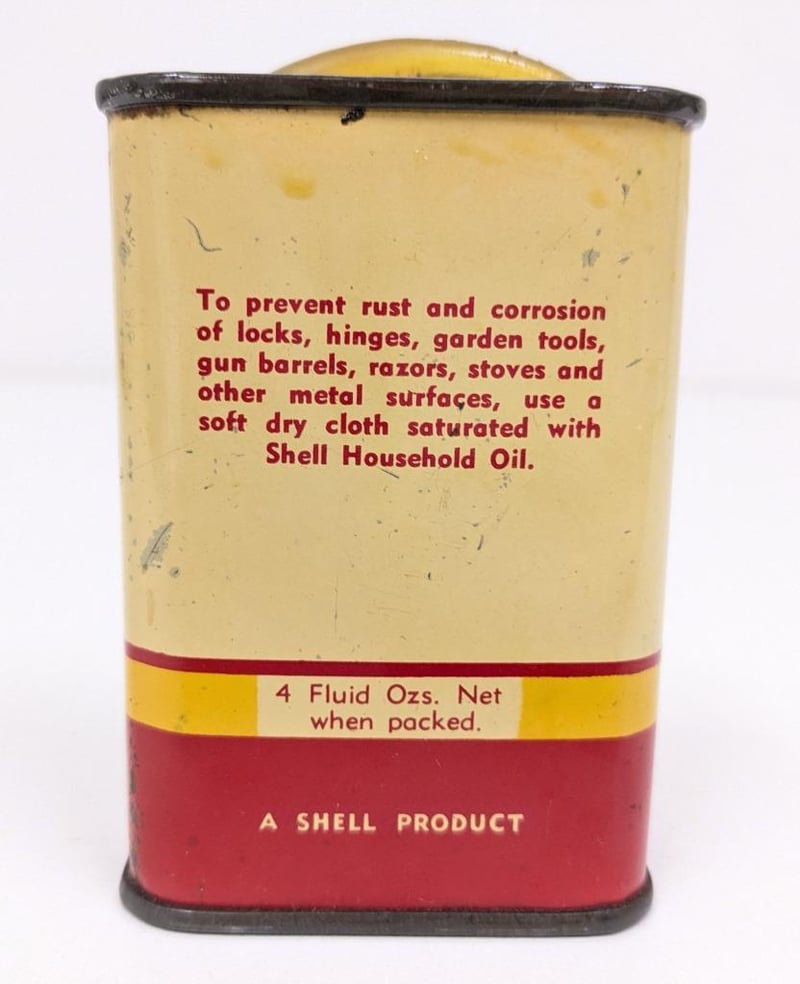 To prevent rust and corrosion
of locks, hinges, garden tools,
gun barrels, razors, stoves and
other metal surfaces, use a
soft dry cloth saturated with
Shell Household Oil.
4 Fluid Ozs. Net
when packed.
A SHELL PRODUCT